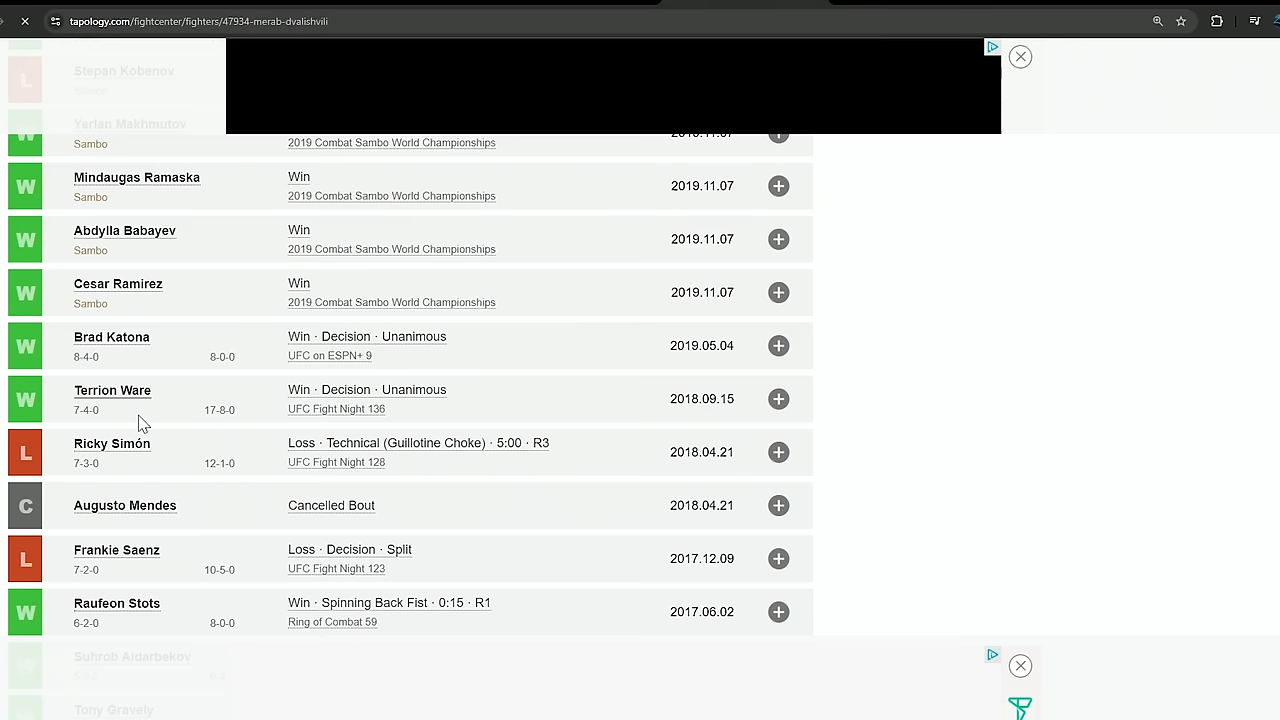 tapology.com/fightcenter/fighters/47934-merab-dvalishvili
L Stepan Kobenov
W Yerlan Makhmutov
Sambo 2019 Combat Sambo World Championships
W Mindaugas Ramaska Win 2019.11.07
Sambo 2019 Combat Sambo World Championships
W Abdylla Babayev Win 2019.11.07
Sambo 2019 Combat Sambo World Championships
W Cesar Ramirez Win 2019.11.07
Sambo 2019 Combat Sambo World Championships
W Brad Katona Win · Decision · Unanimous 2019.05.04
8-4-0 8-0-0 UFC on ESPN+ 9
W Terrion Ware Win · Decision · Unanimous 2018.09.15
7-4-0 17-8-0 UFC Fight Night 136
L Ricky Simón Loss · Technical (Guillotine Choke) · 5:00 · R3 2018.04.21
7-3-0 12-1-0 UFC Fight Night 128
C Augusto Mendes Cancelled Bout 2018.04.21
L Frankie Saenz Loss · Decision · Split 2017.12.09
7-2-0 10-5-0 UFC Fight Night 123
W Raufeon Stots Win · Spinning Back Fist · 0:15 · R1 2017.06.02
8-0-0 Ring of Combat 59
Suhrob Aidarbekov
Tony Gravely